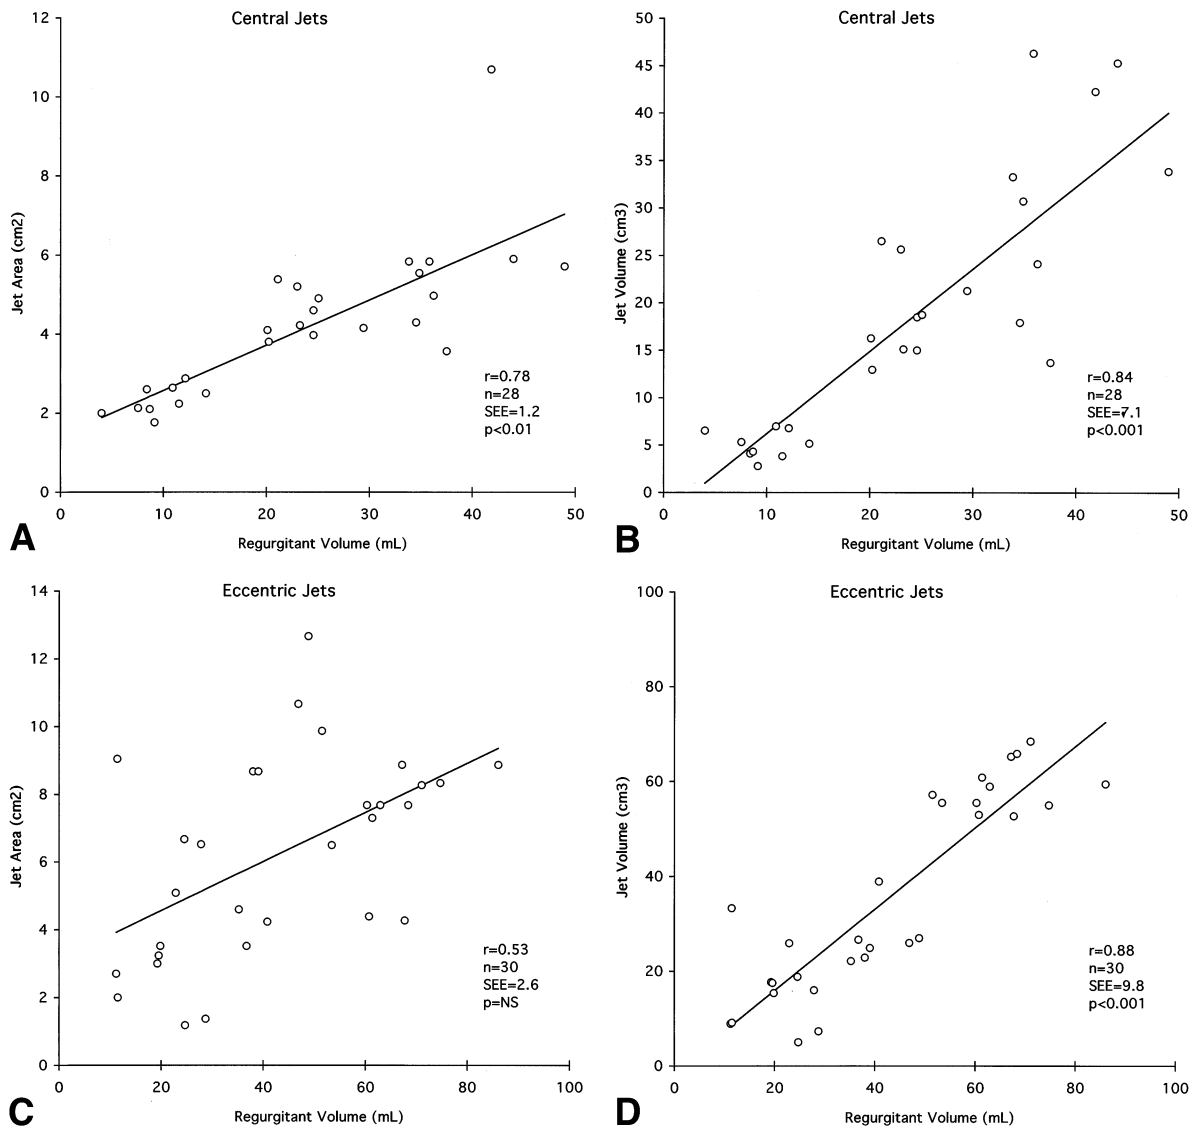 Central Jets
12
10
8
6
4
2
0
Jet Area (cm2)
r=0.78
n=28
SEE=1.2
p<0.01
0 10 20 30 40 50
Regurgitant Volume (mL)
A
Central Jets
50
45
40
35
30
25
20
15
10
5
0
Jet Volume (cm3)
r=0.84
n=28
SEE=7.1
p<0.001
0 10 20 30 40 50
Regurgitant Volume (mL)
B
Eccentric Jets
14
12
10
8
6
4
2
0
Jet Area (cm2)
r=0.53
n=30
SEE=2.6
p=NS
0 20 40 60 80 100
Regurgitant Volume (mL)
C
Eccentric Jets
100
80
60
40
20
0
Jet Volume (cm3)
r=0.88
n=30
SEE=9.8
p<0.001
0 20 40 60 80 100
Regurgitant Volume (mL)
D